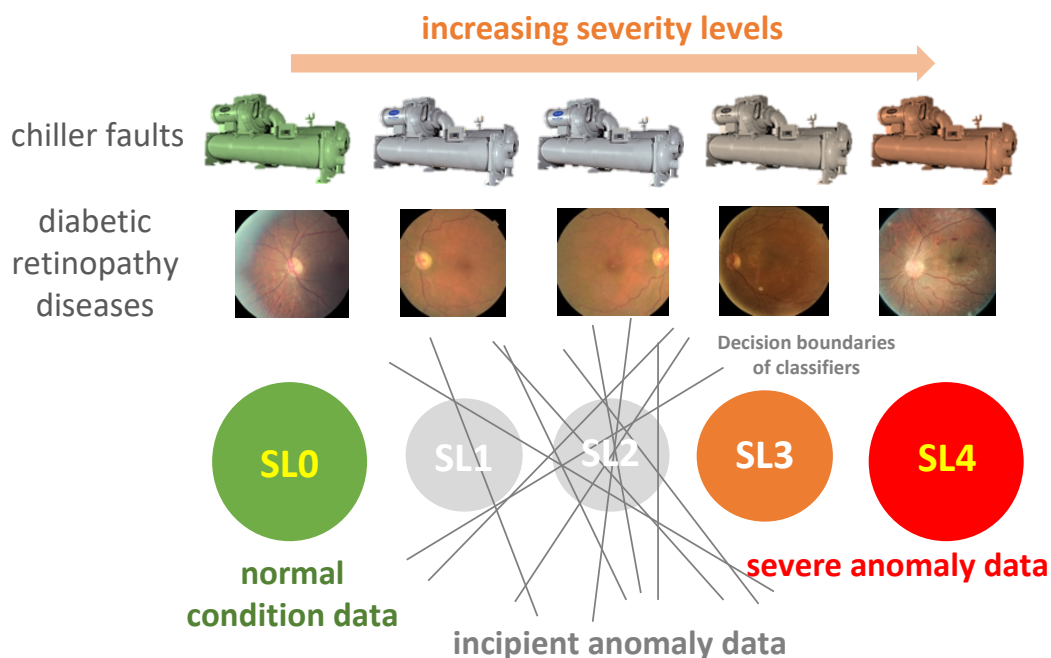 increasing severity levels
chiller faults
diabetic
retinopathy
diseases
Decision boundaries
of classifiers
SL0
SL1
SL2
SL3
SL4
normal
condition data
severe anomaly data
incipient anomaly data